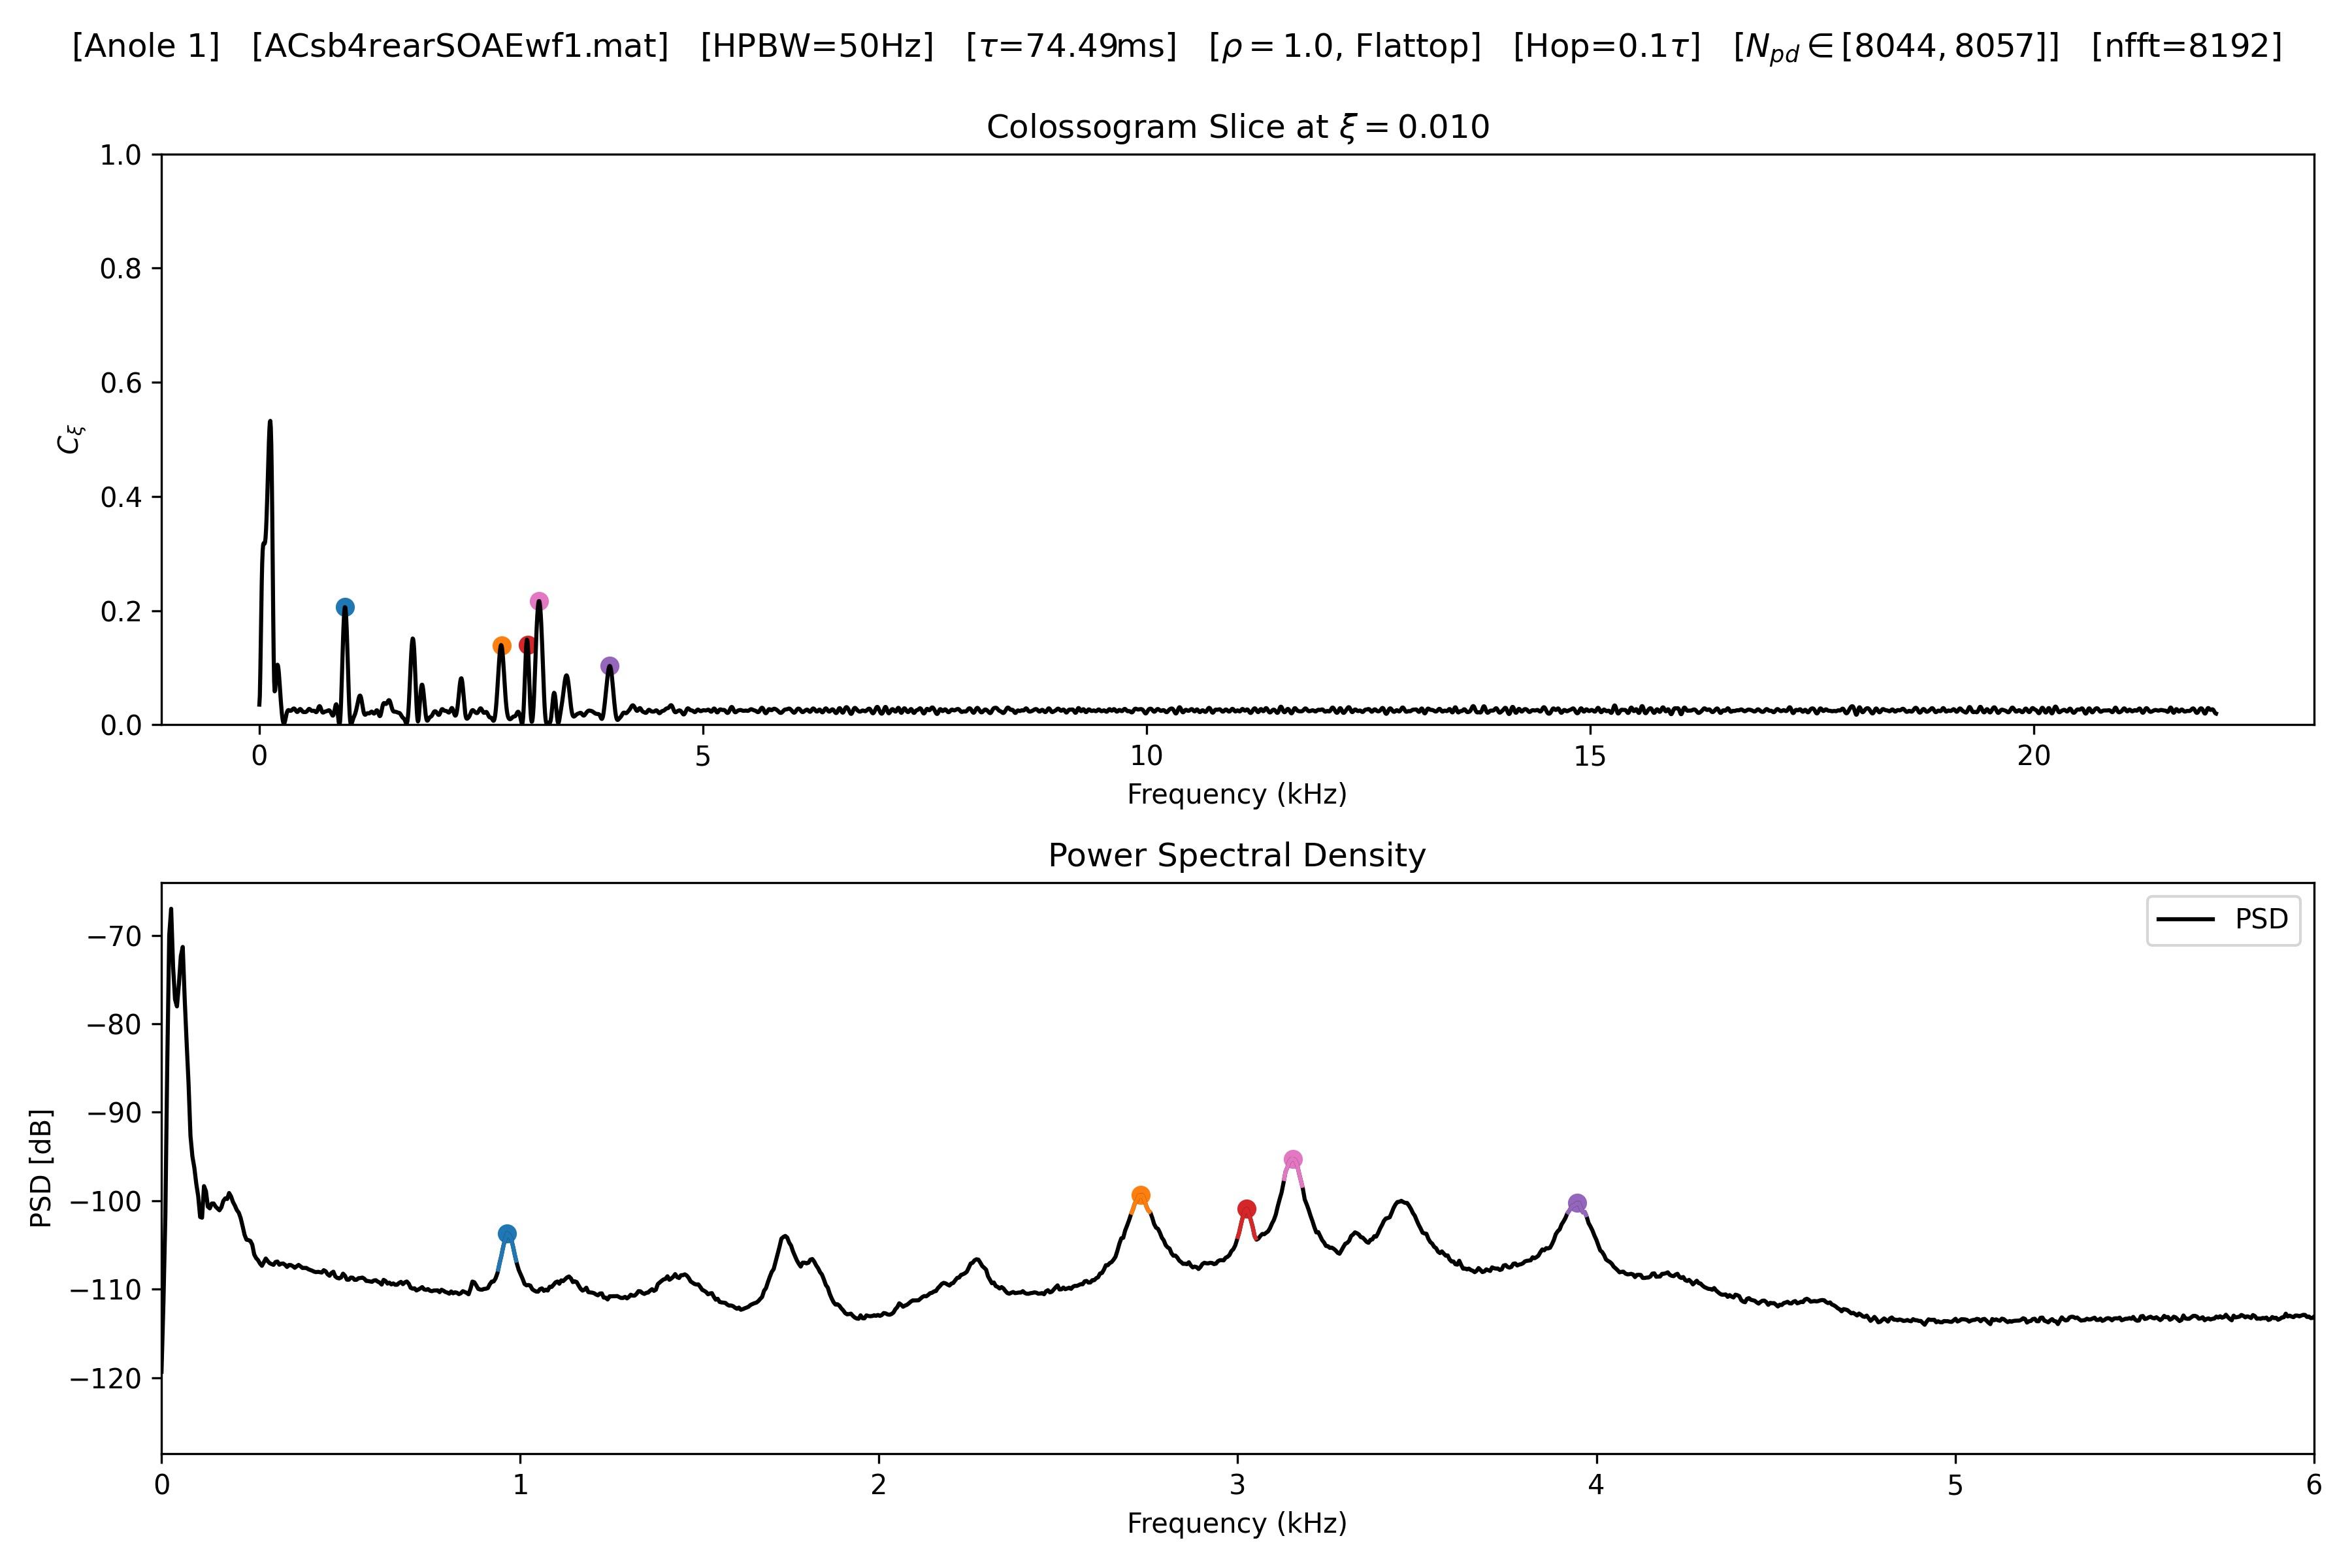 [Anole 1] [ACsb4rearSOAEwf1.mat] [HPBW=50Hz] [τ=74.49ms] [ρ = 1.0, Flattop] [Hop=0.1τ] [N_pd ∈ [8044, 8057]] [nfft=8192]
Colossogram Slice at ξ = 0.010
1.0
0.8
0.6
0.4
0.2
0.0
C_ξ
0 5 10 15 20
Frequency (kHz)
Power Spectral Density
PSD
−70
−80
−90
−100
−110
−120
PSD [dB]
0 1 2 3 4 5 6
Frequency (kHz)